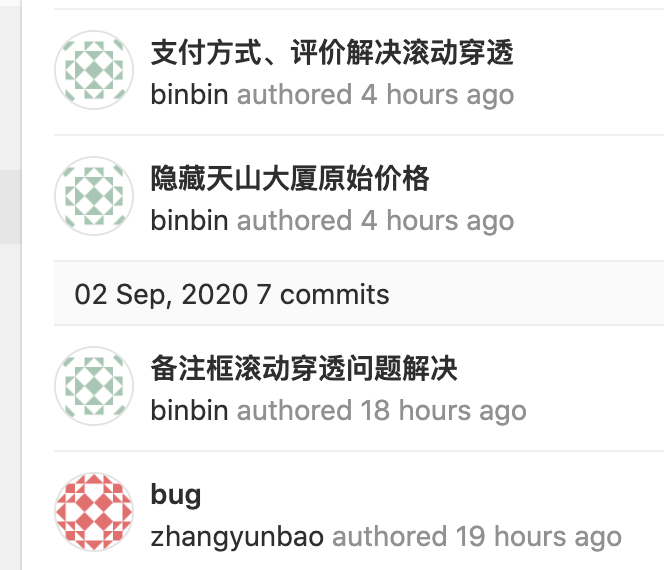 支付方式、评价解决滚动穿透
binbin authored 4 hours ago
隐藏天山大厦原始价格
binbin authored 4 hours ago
02 Sep, 2020 7 commits
备注框滚动穿透问题解决
binbin authored 18 hours ago
bug
zhangyunbao authored 19 hours ago